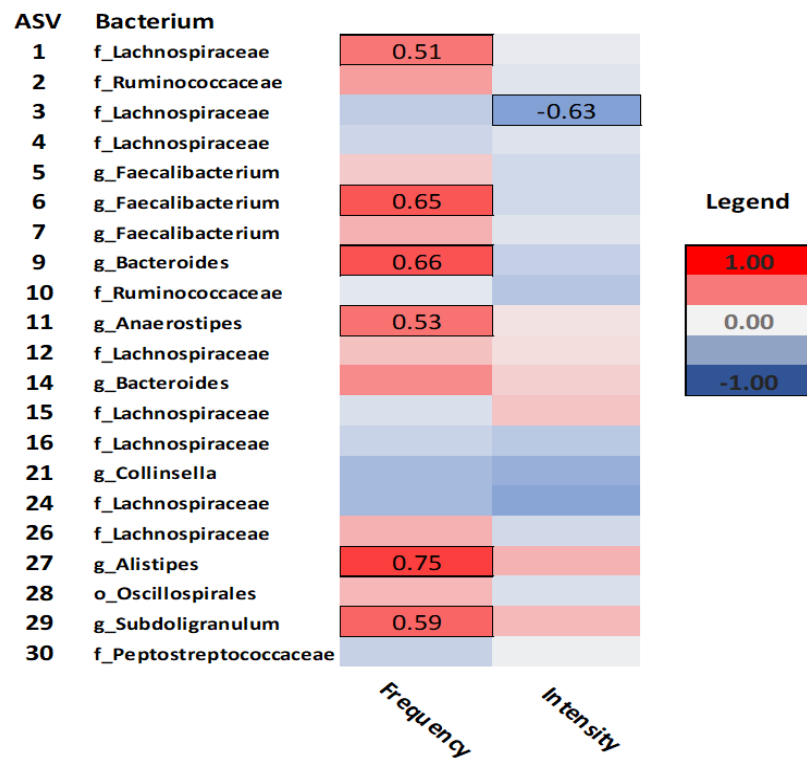 ASV Bacterium
1 f_Lachnospiraceae 0.51
2 f_Ruminococcaceae
3 f_Lachnospiraceae -0.63
4 f_Lachnospiraceae
5 g_Faecalibacterium
6 g_Faecalibacterium 0.65
7 g_Faecalibacterium
9 g_Bacteroides 0.66
10 f_Ruminococcaceae
11 g_Anaerostipes 0.53
12 f_Lachnospiraceae
14 g_Bacteroides
15 f_Lachnospiraceae
16 f_Lachnospiraceae
21 g_Collinsella
24 f_Lachnospiraceae
26 f_Lachnospiraceae
27 g_Alistipes 0.75
28 o_Oscillospirales
29 g_Subdoligranulum 0.59
30 f_Peptostreptococcaceae
Frequency Intensity
Legend
1.00
0.00
-1.00